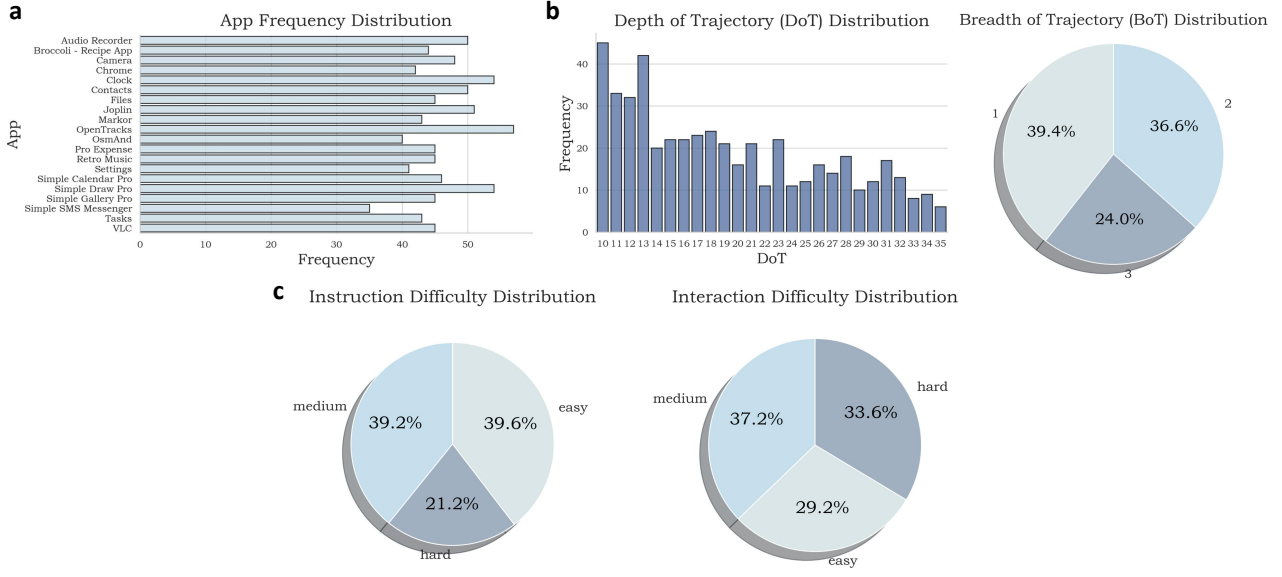 a
App Frequency Distribution
App
Audio Recorder
Broccoli - Recipe App
Camera
Chrome
Clock
Contacts
Files
Joplin
Markor
OpenTracks
OsmAnd
Pro Expense
Retro Music
Settings
Simple Calendar Pro
Simple Draw Pro
Simple Gallery Pro
Simple SMS Messenger
Tasks
VLC
0 10 20 30 40 50
Frequency
b
Depth of Trajectory (DoT) Distribution
Frequency
40
30
20
10
0
10 11 12 13 14 15 16 17 18 19 20 21 22 23 24 25 26 27 28 29 30 31 32 33 34 35
DoT
Breadth of Trajectory (BoT) Distribution
1
39.4%
36.6%
2
24.0%
3
c
Instruction Difficulty Distribution
medium
39.2%
39.6%
easy
21.2%
hard
Interaction Difficulty Distribution
medium
37.2%
33.6%
hard
29.2%
easy